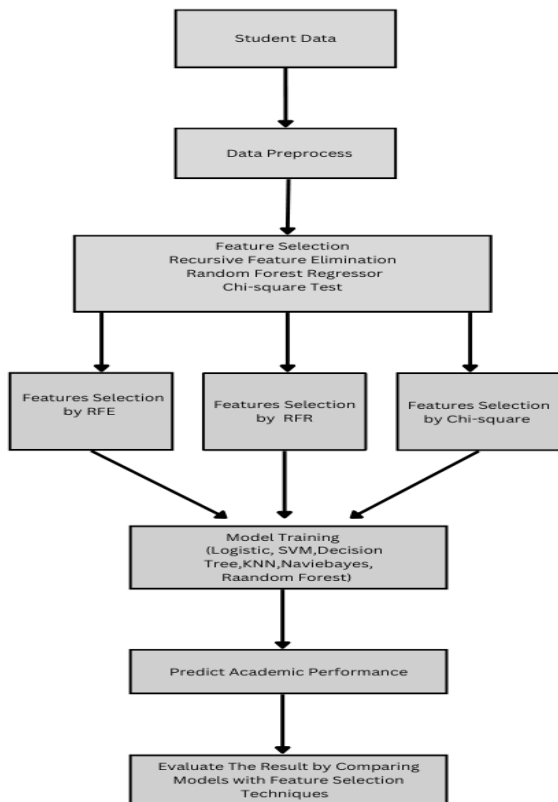 Student Data
Data Preprocess
Feature Selection
Recursive Feature Elimination
Random Forest Regressor
Chi-square Test
Features Selection
by RFE
Features Selection
by RFR
Features Selection
by Chi-square
Model Training
(Logistic, SVM,Decision
Tree,KNN,Naviebayes,
Raandom Forest)
Predict Academic Performance
Evaluate The Result by Comparing
Models with Feature Selection
Techniques